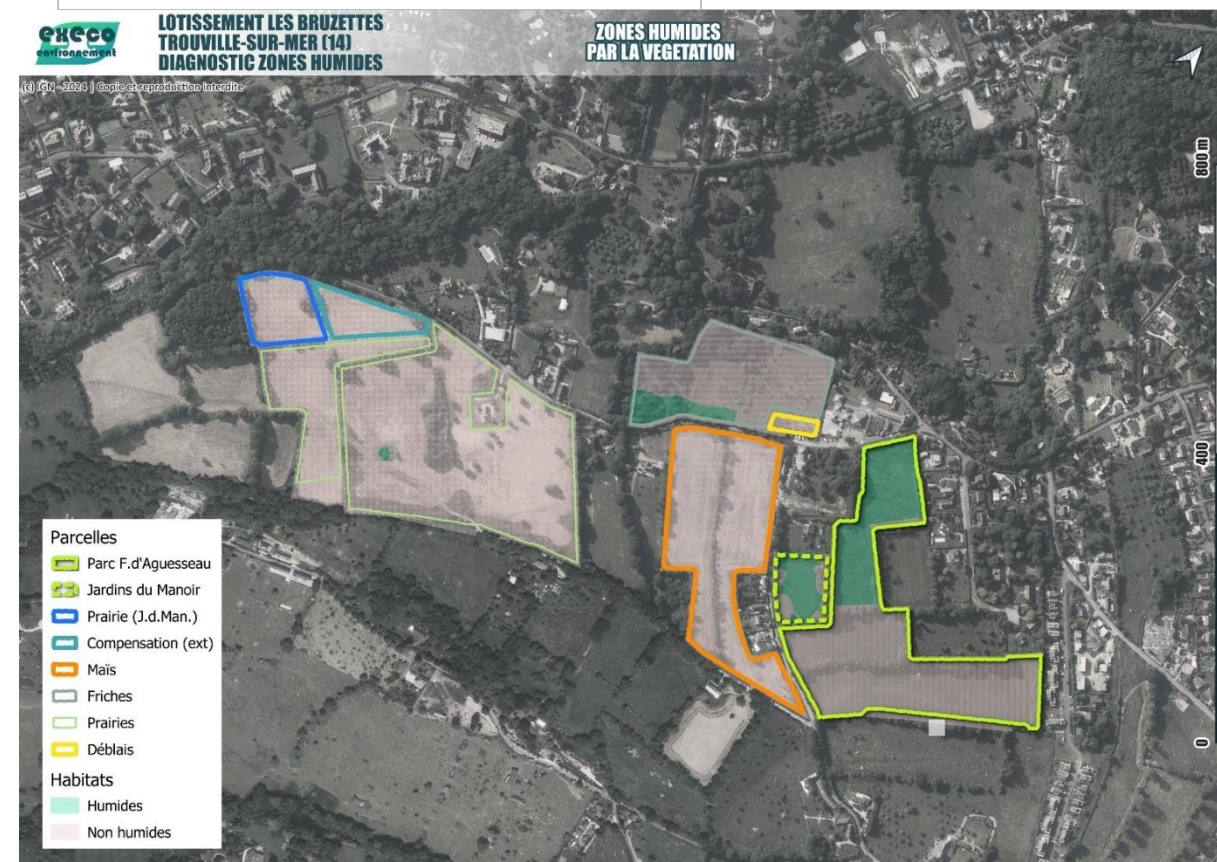 execo
environnement
LOTISSEMENT LES BRUZETTES
TROUVILLE-SUR-MER (14)
DIAGNOSTIC ZONES HUMIDES
ZONES HUMIDES
PAR LA VEGETATION
(c) IGN - 2024 | Copie et reproduction interdite
800 m
400
0
Parcelles
Parc F.d'Aguesseau
Jardins du Manoir
Prairie (J.d.Man.)
Compensation (ext)
Maïs
Friches
Prairies
Déblais
Habitats
Humides
Non humides